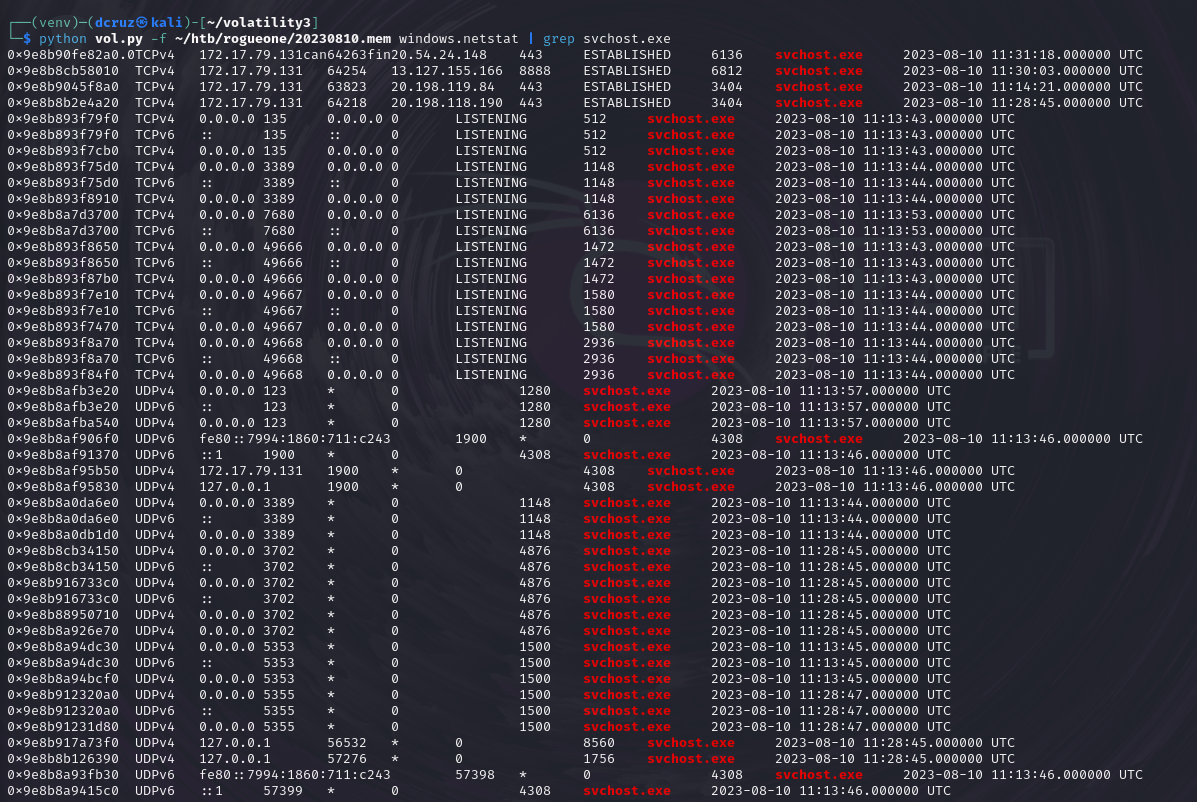 ┌──(venv)─(dcruz㉿kali)-[~/volatility3]
└─$ python vol.py -f ~/htb/rogueone/20230810.mem windows.netstat | grep svchost.exe
0×9e8b90fe82a0.0TCPv4 172.17.79.131can64263fin20.54.24.148 443 ESTABLISHED 6136 svchost.exe 2023-08-10 11:31:18.000000 UTC
0×9e8b8cb58010 TCPv4 172.17.79.131 64254 13.127.155.166 8888 ESTABLISHED 6812 svchost.exe 2023-08-10 11:30:03.000000 UTC
0×9e8b9045f8a0 TCPv4 172.17.79.131 63823 20.198.119.84 443 ESTABLISHED 3404 svchost.exe 2023-08-10 11:14:21.000000 UTC
0×9e8b8b2e4a20 TCPv4 172.17.79.131 64218 20.198.118.190 443 ESTABLISHED 3404 svchost.exe 2023-08-10 11:28:45.000000 UTC
0×9e8b893f79f0 TCPv4 0.0.0.0 135 0.0.0.0 0 LISTENING 512 svchost.exe 2023-08-10 11:13:43.000000 UTC
0×9e8b893f79f0 TCPv6 :: 135 :: 0 LISTENING 512 svchost.exe 2023-08-10 11:13:43.000000 UTC
0×9e8b893f7cb0 TCPv4 0.0.0.0 135 0.0.0.0 0 LISTENING 512 svchost.exe 2023-08-10 11:13:43.000000 UTC
0×9e8b893f75d0 TCPv4 0.0.0.0 3389 0.0.0.0 0 LISTENING 1148 svchost.exe 2023-08-10 11:13:44.000000 UTC
0×9e8b893f75d0 TCPv6 :: 3389 :: 0 LISTENING 1148 svchost.exe 2023-08-10 11:13:44.000000 UTC
0×9e8b893f8910 TCPv4 0.0.0.0 3389 0.0.0.0 0 LISTENING 1148 svchost.exe 2023-08-10 11:13:44.000000 UTC
0×9e8b8a7d3700 TCPv4 0.0.0.0 7680 0.0.0.0 0 LISTENING 6136 svchost.exe 2023-08-10 11:13:53.000000 UTC
0×9e8b8a7d3700 TCPv6 :: 7680 :: 0 LISTENING 6136 svchost.exe 2023-08-10 11:13:53.000000 UTC
0×9e8b893f8650 TCPv4 0.0.0.0 49666 0.0.0.0 0 LISTENING 1472 svchost.exe 2023-08-10 11:13:43.000000 UTC
0×9e8b893f8650 TCPv6 :: 49666 :: 0 LISTENING 1472 svchost.exe 2023-08-10 11:13:43.000000 UTC
0×9e8b893f87b0 TCPv4 0.0.0.0 49666 0.0.0.0 0 LISTENING 1472 svchost.exe 2023-08-10 11:13:43.000000 UTC
0×9e8b893f7e10 TCPv4 0.0.0.0 49667 0.0.0.0 0 LISTENING 1580 svchost.exe 2023-08-10 11:13:44.000000 UTC
0×9e8b893f7e10 TCPv6 :: 49667 :: 0 LISTENING 1580 svchost.exe 2023-08-10 11:13:44.000000 UTC
0×9e8b893f7470 TCPv4 0.0.0.0 49667 0.0.0.0 0 LISTENING 1580 svchost.exe 2023-08-10 11:13:44.000000 UTC
0×9e8b893f8a70 TCPv4 0.0.0.0 49668 0.0.0.0 0 LISTENING 2936 svchost.exe 2023-08-10 11:13:44.000000 UTC
0×9e8b893f8a70 TCPv6 :: 49668 :: 0 LISTENING 2936 svchost.exe 2023-08-10 11:13:44.000000 UTC
0×9e8b893f84f0 TCPv4 0.0.0.0 49668 0.0.0.0 0 LISTENING 2936 svchost.exe 2023-08-10 11:13:44.000000 UTC
0×9e8b8afb3e20 UDPv4 0.0.0.0 123 * 0 1280 svchost.exe 2023-08-10 11:13:57.000000 UTC
0×9e8b8afb3e20 UDPv6 :: 123 * 0 1280 svchost.exe 2023-08-10 11:13:57.000000 UTC
0×9e8b8afba540 UDPv4 0.0.0.0 123 * 0 1280 svchost.exe 2023-08-10 11:13:57.000000 UTC
0×9e8b8af906f0 UDPv6 fe80::7994:1860:711:c243 1900 * 0 4308 svchost.exe 2023-08-10 11:13:46.000000 UTC
0×9e8b8af91370 UDPv6 ::1 1900 * 0 4308 svchost.exe 2023-08-10 11:13:46.000000 UTC
0×9e8b8af95b50 UDPv4 172.17.79.131 1900 * 0 4308 svchost.exe 2023-08-10 11:13:46.000000 UTC
0×9e8b8af95830 UDPv4 127.0.0.1 1900 * 0 4308 svchost.exe 2023-08-10 11:13:46.000000 UTC
0×9e8b8a0da6e0 UDPv4 0.0.0.0 3389 * 0 1148 svchost.exe 2023-08-10 11:13:44.000000 UTC
0×9e8b8a0da6e0 UDPv6 :: 3389 * 0 1148 svchost.exe 2023-08-10 11:13:44.000000 UTC
0×9e8b8a0db1d0 UDPv4 0.0.0.0 3389 * 0 1148 svchost.exe 2023-08-10 11:13:44.000000 UTC
0×9e8b8cb34150 UDPv4 0.0.0.0 3702 * 0 4876 svchost.exe 2023-08-10 11:28:45.000000 UTC
0×9e8b8cb34150 UDPv6 :: 3702 * 0 4876 svchost.exe 2023-08-10 11:28:45.000000 UTC
0×9e8b916733c0 UDPv4 0.0.0.0 3702 * 0 4876 svchost.exe 2023-08-10 11:28:45.000000 UTC
0×9e8b916733c0 UDPv6 :: 3702 * 0 4876 svchost.exe 2023-08-10 11:28:45.000000 UTC
0×9e8b88950710 UDPv4 0.0.0.0 3702 * 0 4876 svchost.exe 2023-08-10 11:28:45.000000 UTC
0×9e8b8a926e70 UDPv4 0.0.0.0 3702 * 0 4876 svchost.exe 2023-08-10 11:28:45.000000 UTC
0×9e8b8a94dc30 UDPv4 0.0.0.0 5353 * 0 1500 svchost.exe 2023-08-10 11:13:44.000000 UTC
0×9e8b8a94dc30 UDPv6 :: 5353 * 0 1500 svchost.exe 2023-08-10 11:13:44.000000 UTC
0×9e8b8a94bcf0 UDPv4 0.0.0.0 5353 * 0 1500 svchost.exe 2023-08-10 11:13:44.000000 UTC
0×9e8b912320a0 UDPv4 0.0.0.0 5355 * 0 1500 svchost.exe 2023-08-10 11:28:47.000000 UTC
0×9e8b912320a0 UDPv6 :: 5355 * 0 1500 svchost.exe 2023-08-10 11:28:47.000000 UTC
0×9e8b91231d80 UDPv4 0.0.0.0 5355 * 0 1500 svchost.exe 2023-08-10 11:28:47.000000 UTC
0×9e8b917a73f0 UDPv4 127.0.0.1 56532 * 0 8560 svchost.exe 2023-08-10 11:28:45.000000 UTC
0×9e8b8b126390 UDPv4 127.0.0.1 57276 * 0 1756 svchost.exe 2023-08-10 11:28:45.000000 UTC
0×9e8b8a93fb30 UDPv6 fe80::7994:1860:711:c243 57398 * 0 4308 svchost.exe 2023-08-10 11:13:46.000000 UTC
0×9e8b8a9415c0 UDPv6 ::1 57399 * 0 4308 svchost.exe 2023-08-10 11:13:46.000000 UTC